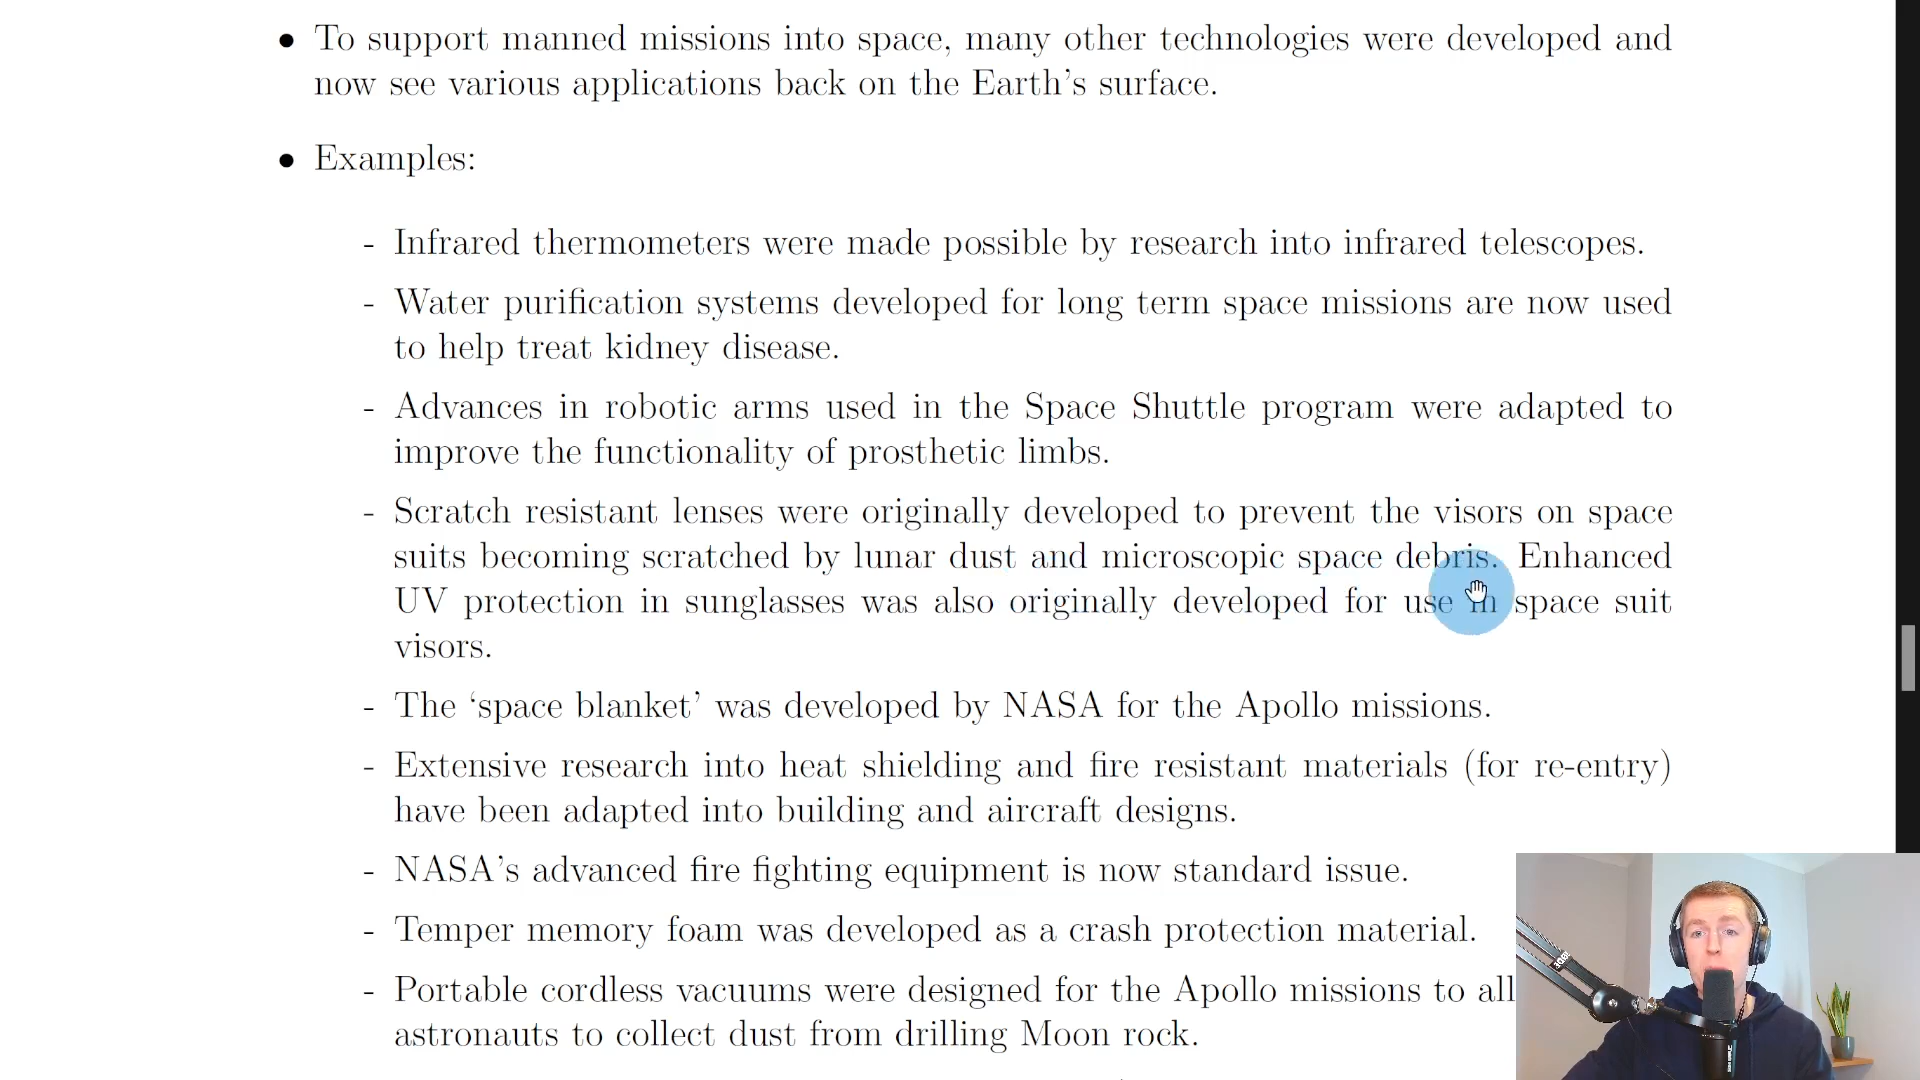 • To support manned missions into space, many other technologies were developed and
now see various applications back on the Earth's surface.
• Examples:
- Infrared thermometers were made possible by research into infrared telescopes.
- Water purification systems developed for long term space missions are now used
to help treat kidney disease.
- Advances in robotic arms used in the Space Shuttle program were adapted to
improve the functionality of prosthetic limbs.
- Scratch resistant lenses were originally developed to prevent the visors on space
suits becoming scratched by lunar dust and microscopic space debris. Enhanced
UV protection in sunglasses was also originally developed for use in space suit
visors.
- The ‘space blanket’ was developed by NASA for the Apollo missions.
- Extensive research into heat shielding and fire resistant materials (for re-entry)
have been adapted into building and aircraft designs.
- NASA's advanced fire fighting equipment is now standard issue.
- Temper memory foam was developed as a crash protection material.
- Portable cordless vacuums were designed for the Apollo missions to all
astronauts to collect dust from drilling Moon rock.